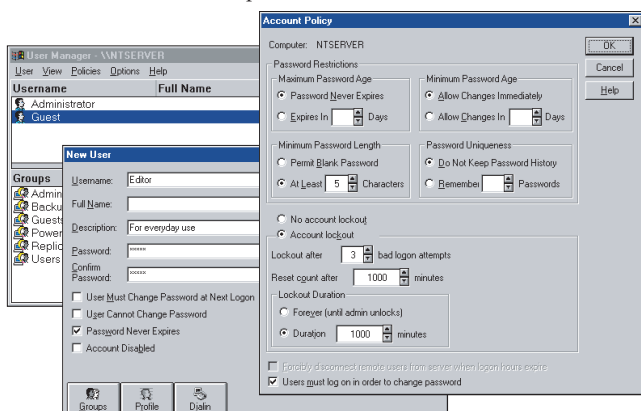 User Manager - \\NTSERVER
User View Policies Options Help
Username Full Name
Administrator
Guest
Groups
Admin
Backu
Guests
Power
Replic
Users
New User
Username: Editor
Full Name:
Description: For everyday use
Password: *****
Confirm Password: *****
User Must Change Password at Next Logon
User Cannot Change Password
Password Never Expires
Account Disabled
Groups Profile Dialin
Account Policy
Computer: NTSERVER
OK
Cancel
Help
Password Restrictions
Maximum Password Age
Password Never Expires
Expires In Days
Minimum Password Age
Allow Changes Immediately
Allow Changes In Days
Minimum Password Length
Permit Blank Password
At Least 5 Characters
Password Uniqueness
Do Not Keep Password History
Remember Passwords
No account lockout
Account lockout
Lockout after 3 bad logon attempts
Reset count after 1000 minutes
Lockout Duration
Forever (until admin unlocks)
Duration 1000 minutes
Forcibly disconnect remote users from server when logon hours expire
Users must log on in order to change password